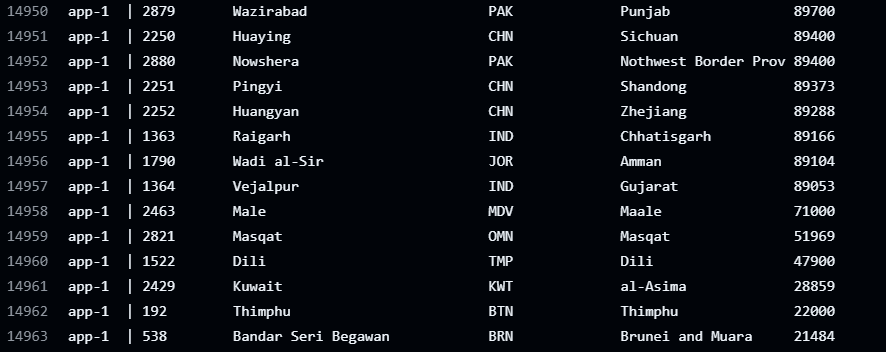 14950 app-1 | 2879 Wazirabad PAK Punjab 89700
14951 app-1 | 2250 Huaying CHN Sichuan 89400
14952 app-1 | 2880 Nowshera PAK Nothwest Border Prov 89400
14953 app-1 | 2251 Pingyi CHN Shandong 89373
14954 app-1 | 2252 Huangyan CHN Zhejiang 89288
14955 app-1 | 1363 Raigarh IND Chhatisgarh 89166
14956 app-1 | 1790 Wadi al-Sir JOR Amman 89104
14957 app-1 | 1364 Vejalpur IND Gujarat 89053
14958 app-1 | 2463 Male MDV Maale 71000
14959 app-1 | 2821 Masqat OMN Masqat 51969
14960 app-1 | 1522 Dili TMP Dili 47900
14961 app-1 | 2429 Kuwait KWT al-Asima 28859
14962 app-1 | 192 Thimphu BTN Thimphu 22000
14963 app-1 | 538 Bandar Seri Begawan BRN Brunei and Muara 21484